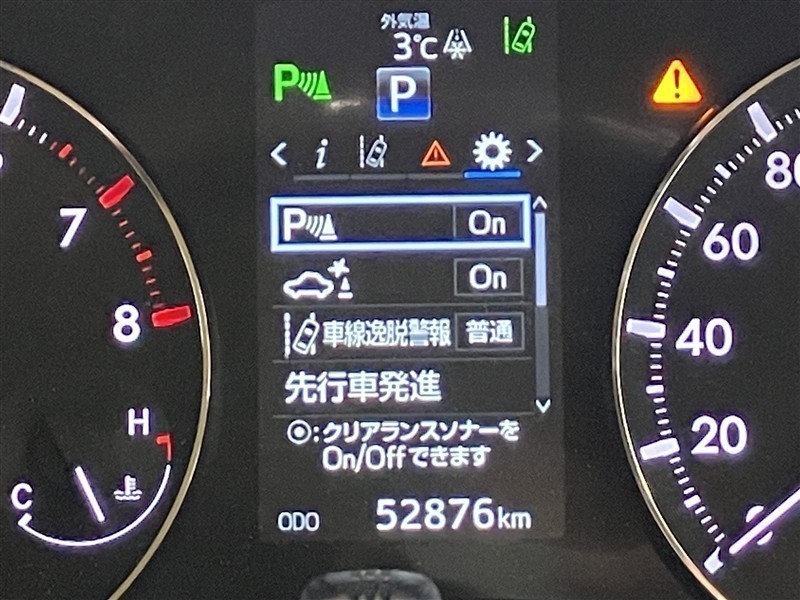 外気温
3℃
P
P
i
P On
On
車線逸脱警報 普通
先行車発進
◉:クリアランスソナーを
On/Offできます
ODO 52876km
7
8
H
C
80
60
40
20